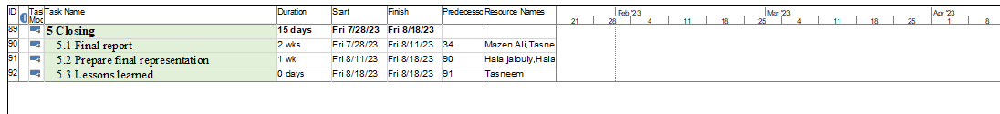 ID Tas Moc Task Name Duration Start Finish Predecesso Resource Names Feb '23 Mar '23 Apr '23
21 28 4 11 18 25 4 11 18 25 1 8
89 5 Closing 15 days Fri 7/28/23 Fri 8/18/23
90 5.1 Final report 2 wks Fri 7/28/23 Fri 8/11/23 34 Mazen Ali,Tasne
91 5.2 Prepare final representation 1 wk Fri 8/11/23 Fri 8/18/23 90 Hala jalouly,Hala
92 5.3 Lessons learned 0 days Fri 8/18/23 Fri 8/18/23 91 Tasneem